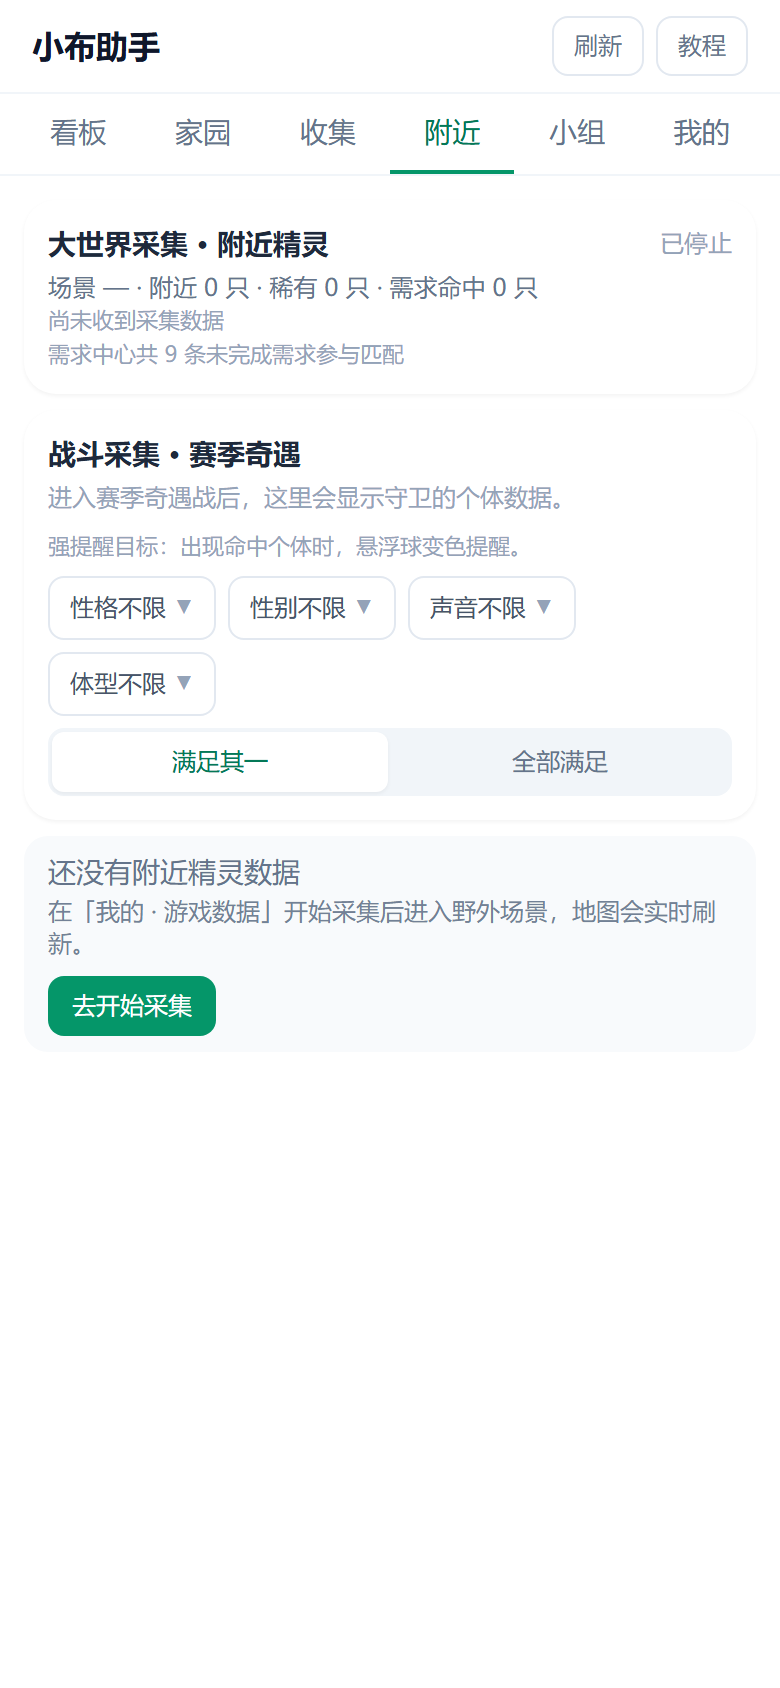 小布助手
刷新
教程
看板
家园
收集
附近
小组
我的
大世界采集 · 附近精灵
已停止
场景 — · 附近 0 只 · 稀有 0 只 · 需求命中 0 只
尚未收到采集数据
需求中心共 9 条未完成需求参与匹配
战斗采集 · 赛季奇遇
进入赛季奇遇战后，这里会显示守卫的个体数据。
强提醒目标：出现命中个体时，悬浮球变色提醒。
性格不限 ▼
性别不限 ▼
声音不限 ▼
体型不限 ▼
满足其一
全部满足
还没有附近精灵数据
在「我的 · 游戏数据」开始采集后进入野外场景，地图会实时刷
新。
去开始采集